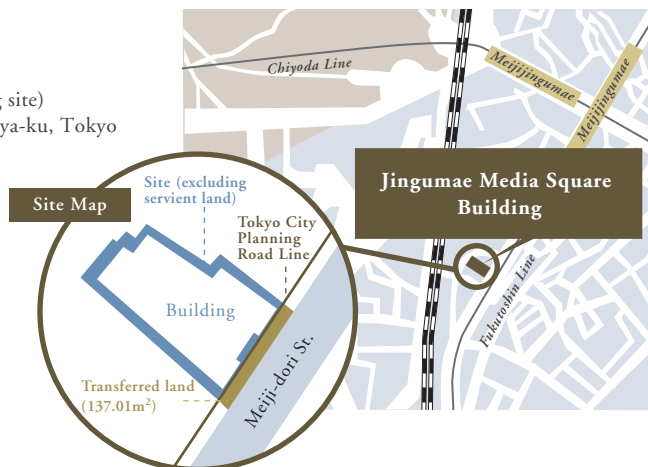 site)
ya-ku, Tokyo
Chiyoda Line
Meijijingumae
Meijijingumae
Jingumae Media Square
Building
Site Map
Site (excluding
servient land)
Tokyo City
Planning
Road Line
Building
Fukutoshin Line
Meiji-dori St.
Transferred land
(137.01m²)